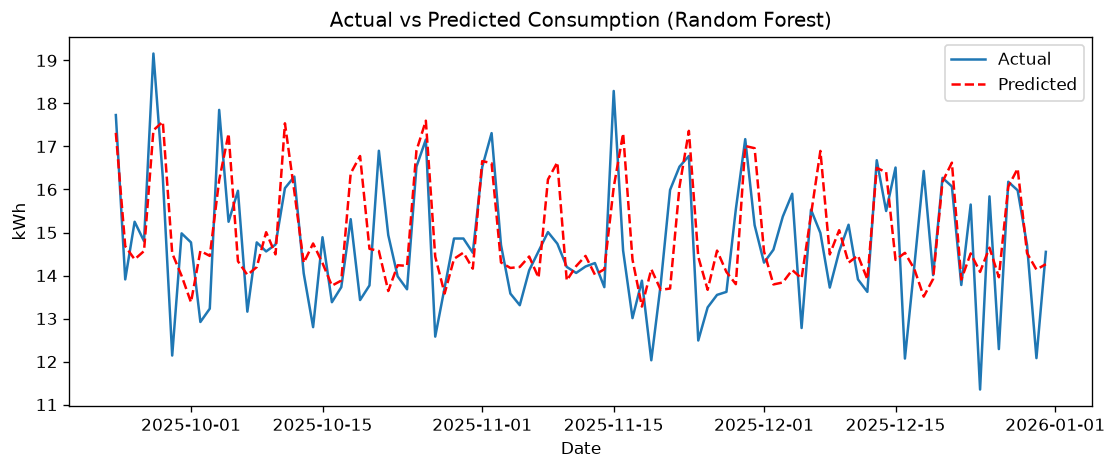 Actual vs Predicted Consumption (Random Forest)
19
18
17
16
15
14
13
12
11
kWh
Actual
Predicted
2025-10-01 2025-10-15 2025-11-01 2025-11-15 2025-12-01 2025-12-15 2026-01-01
Date